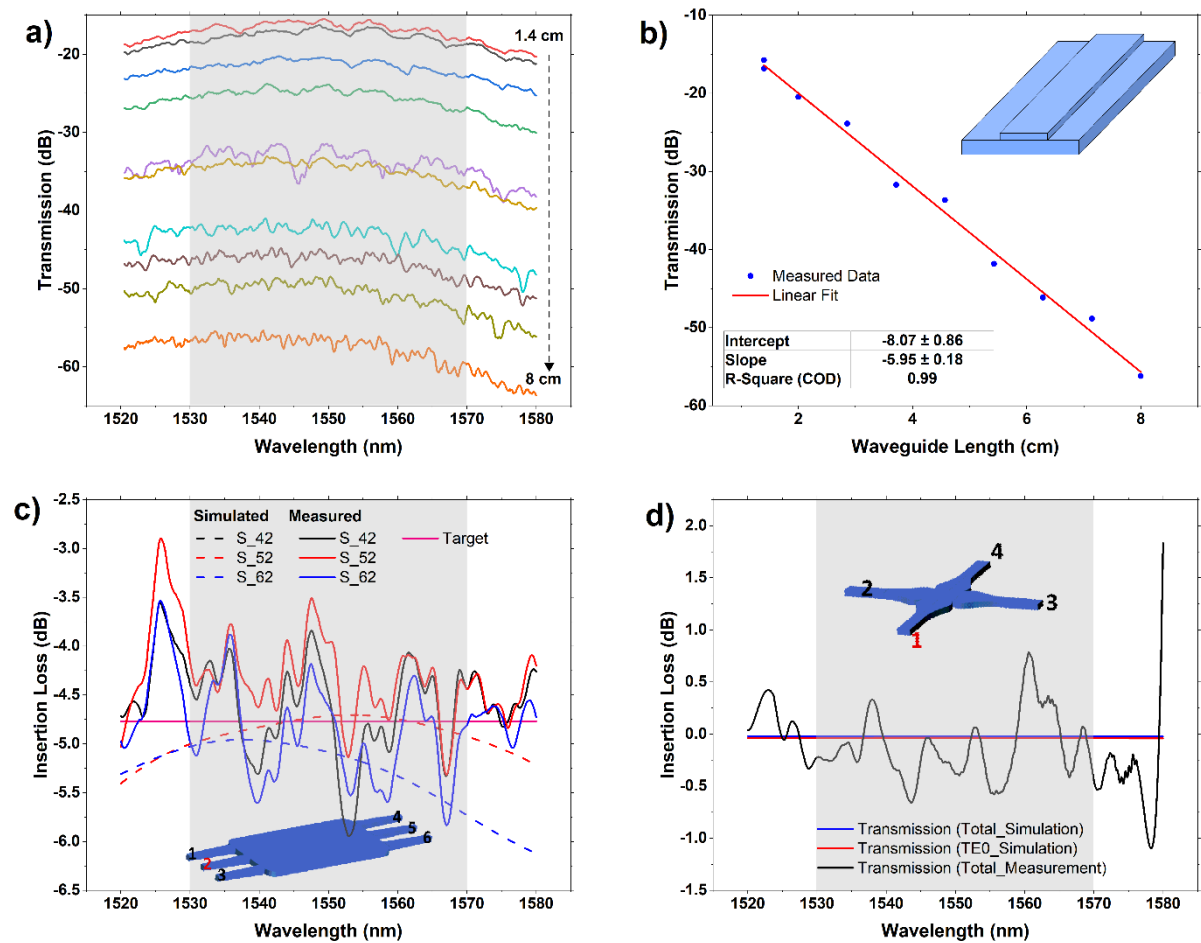 a)
1.4 cm
8 cm
-20
-30
-40
-50
-60
Transmission (dB)
1520 1530 1540 1550 1560 1570 1580
Wavelength (nm)
b)
-10
-20
-30
-40
-50
-60
Transmission (dB)
Measured Data
Linear Fit
Intercept -8.07 ± 0.86
Slope -5.95 ± 0.18
R-Square (COD) 0.99
2 4 6 8
Waveguide Length (cm)
c)
-2.5
-3.0
-3.5
-4.0
-4.5
-5.0
-5.5
-6.0
-6.5
Insertion Loss (dB)
Simulated Measured
S_42 S_42 Target
S_52 S_52
S_62 S_62
1
2
3
4
5
6
1520 1530 1540 1550 1560 1570 1580
Wavelength (nm)
d)
2.0
1.5
1.0
0.5
0.0
-0.5
-1.0
-1.5
Insertion Loss (dB)
4
2
3
1
Transmission (Total_Simulation)
Transmission (TE0_Simulation)
Transmission (Total_Measurement)
1520 1530 1540 1550 1560 1570 1580
Wavelength (nm)